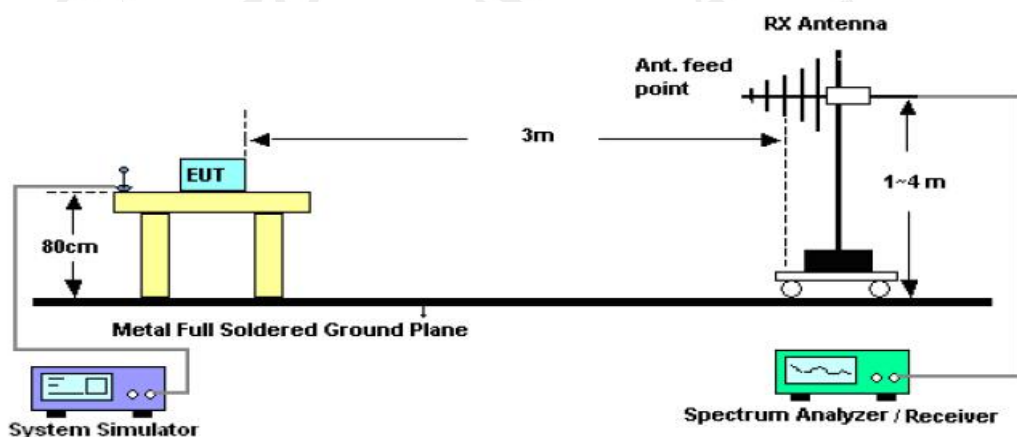 RX Antenna
Ant. feed
point
3m
EUT
1~4 m
80cm
Metal Full Soldered Ground Plane
System Simulator
Spectrum Analyzer / Receiver